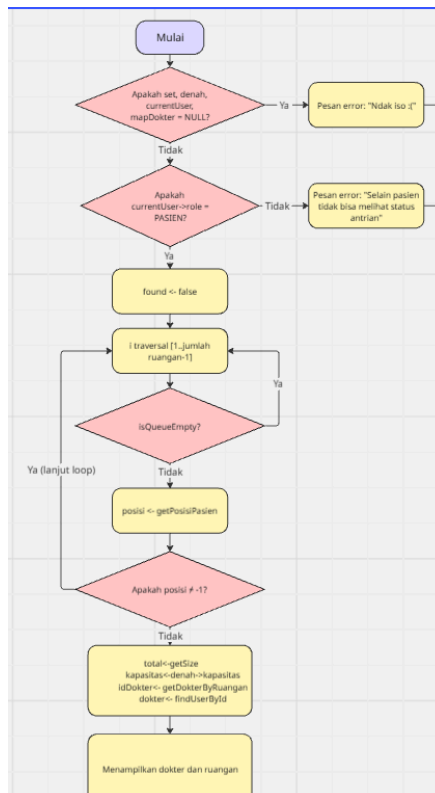 Mulai
Apakah set, denah,
currentUser,
mapDokter = NULL?
Ya
Pesan error: "Ndak iso :("
Tidak
Apakah
currentUser->role =
PASIEN?
Tidak
Pesan error: "Selain pasien
tidak bisa melihat status
antrian"
Ya
found <- false
i traversal [1..jumlah
ruangan-1]
Ya
isQueueEmpty?
Ya (lanjut loop)
Tidak
posisi <- getPosisiPasien
Apakah posisi ≠ -1?
Tidak
total<-getSize
kapasitas<-denah->kapasitas
idDokter<- getDokterByRuangan
dokter<- findUserById
Menampilkan dokter dan ruangan